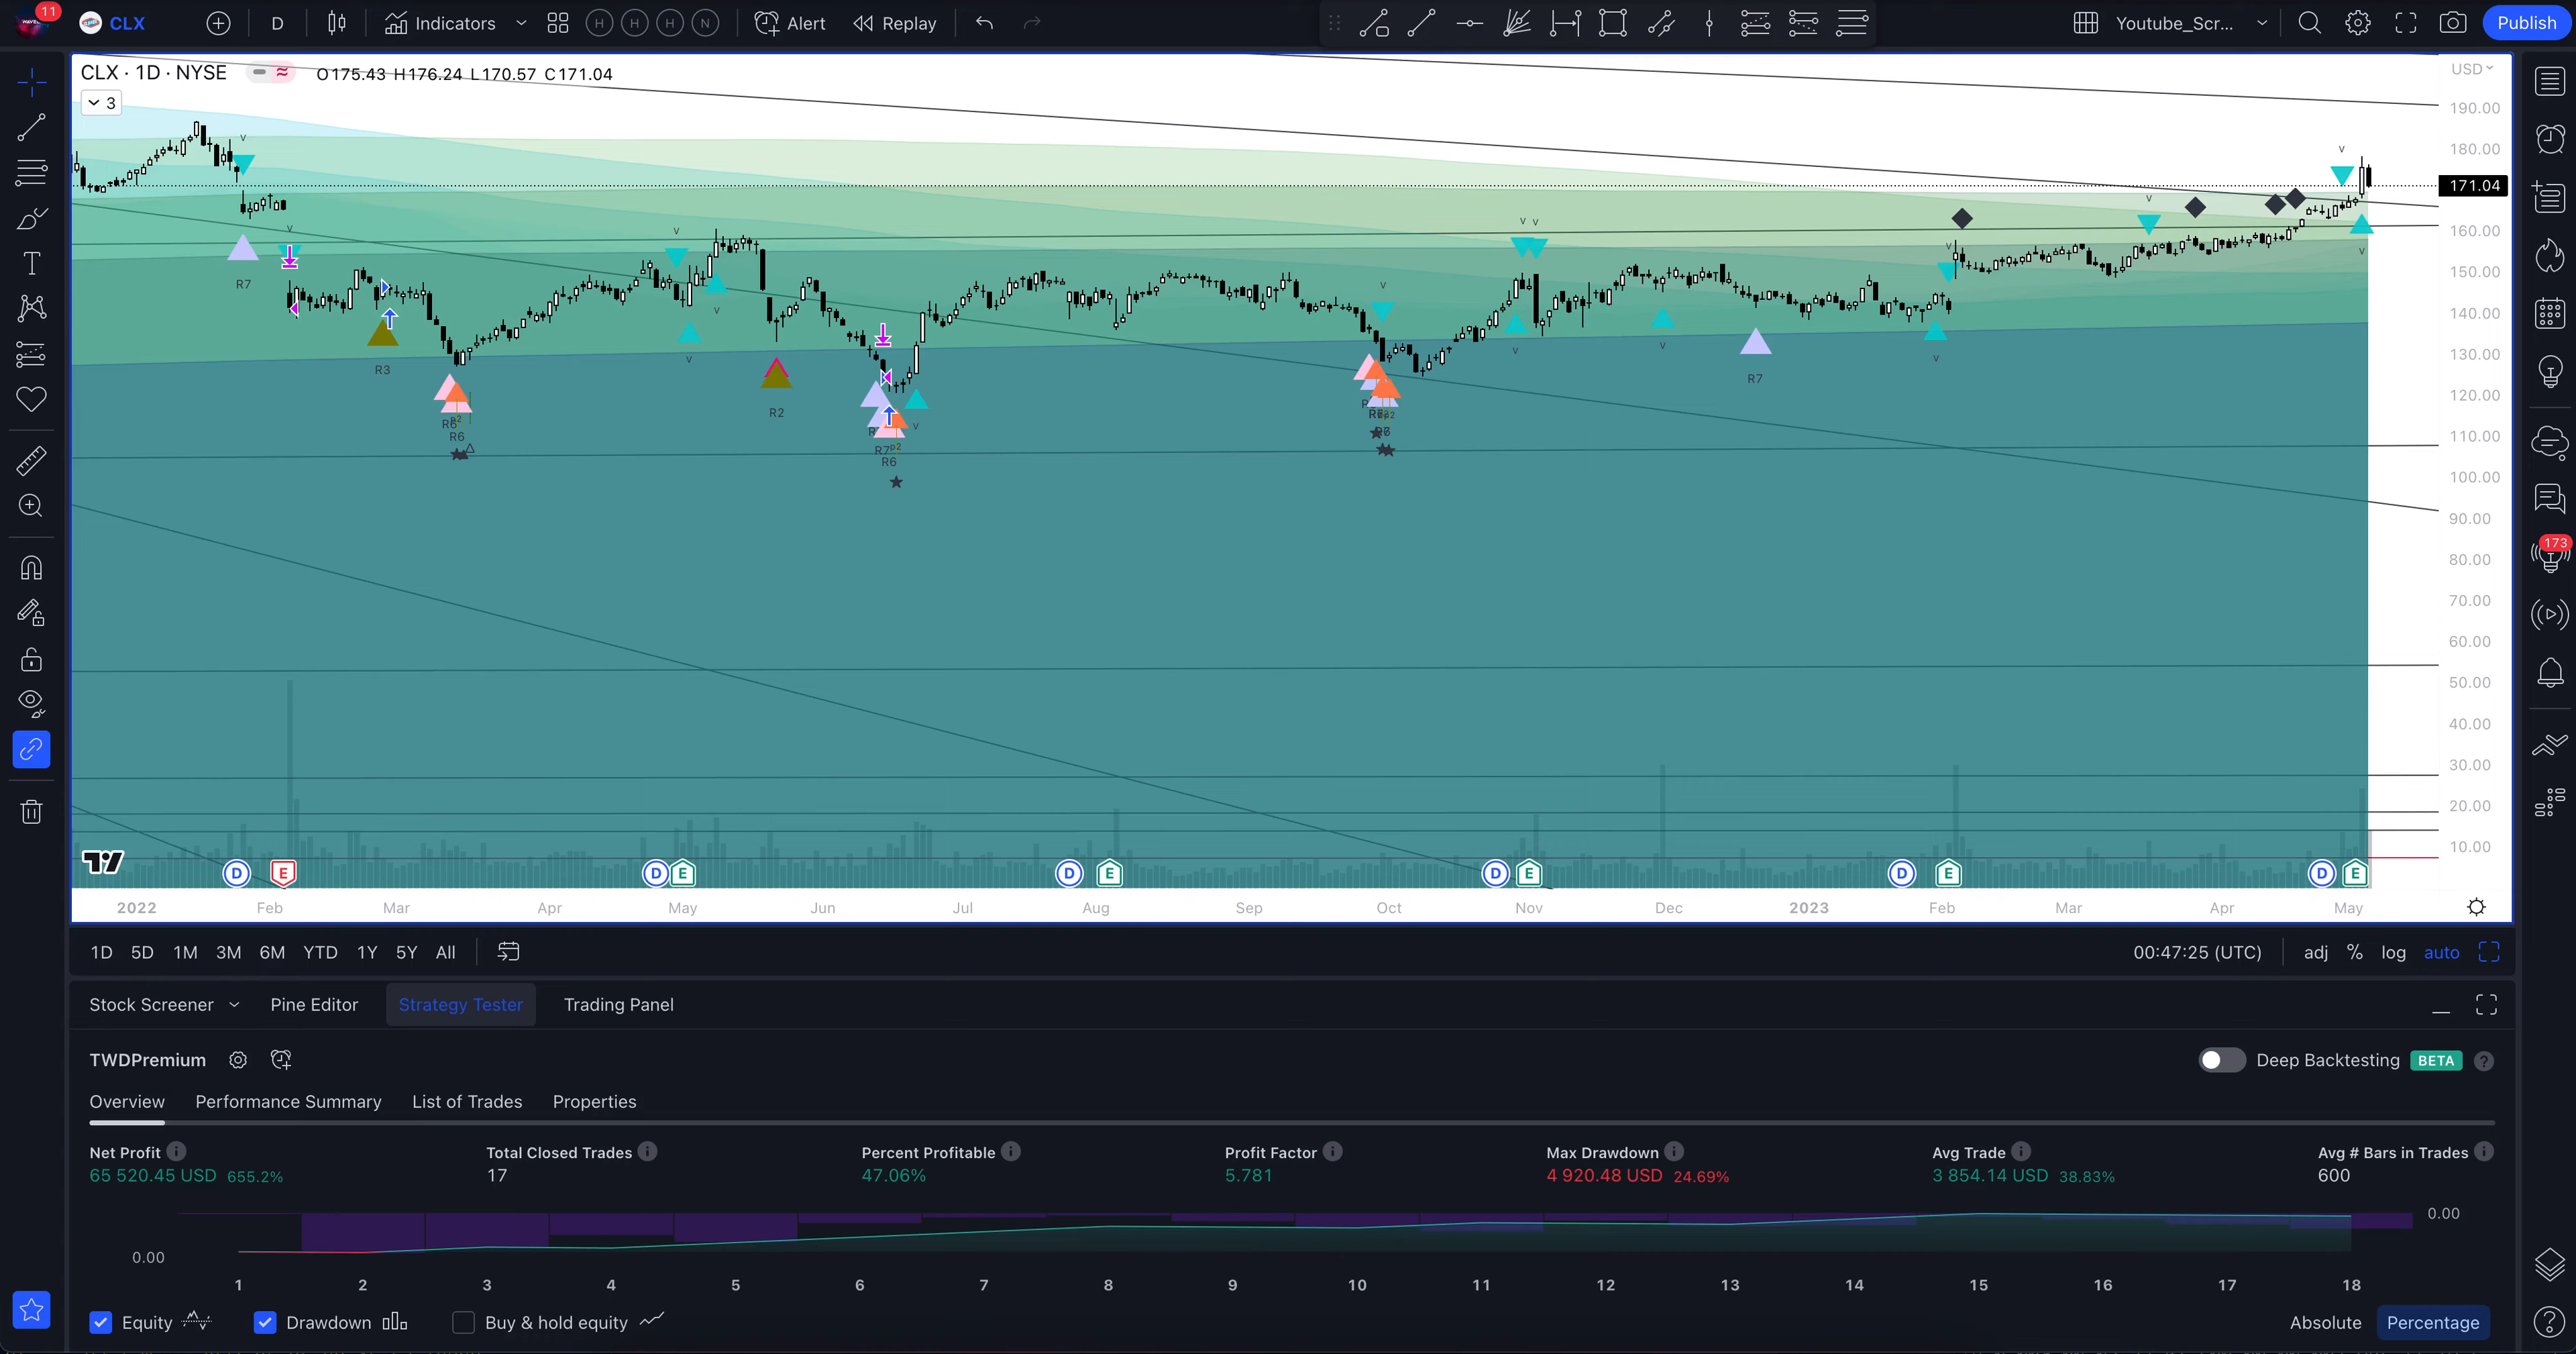 11 CLX D Indicators H H H N Alert Replay Youtube_Scr... Publish
CLX · 1D · NYSE O175.43 H176.24 L170.57 C171.04
USD
3
190.00
180.00
171.04
160.00
150.00
140.00
130.00
120.00
110.00
100.00
90.00
80.00
70.00
60.00
50.00
40.00
30.00
20.00
10.00
R7
R3
R6
R6
R2
R7
R6
R7
173
D E D E D E D E D E D E
2022 Feb Mar Apr May Jun Jul Aug Sep Oct Nov Dec 2023 Feb Mar Apr May
1D 5D 1M 3M 6M YTD 1Y 5Y All 00:47:25 (UTC) adj % log auto
Stock Screener Pine Editor Strategy Tester Trading Panel
TWDPremium Deep Backtesting BETA ?
Overview Performance Summary List of Trades Properties
Net Profit Total Closed Trades Percent Profitable Profit Factor Max Drawdown Avg Trade Avg # Bars in Trades
65 520.45 USD 655.2% 17 47.06% 5.781 4 920.48 USD 24.69% 3 854.14 USD 38.83% 600
0.00
0.00
1 2 3 4 5 6 7 8 9 10 11 12 13 14 15 16 17 18
Equity Drawdown Buy & hold equity Absolute Percentage